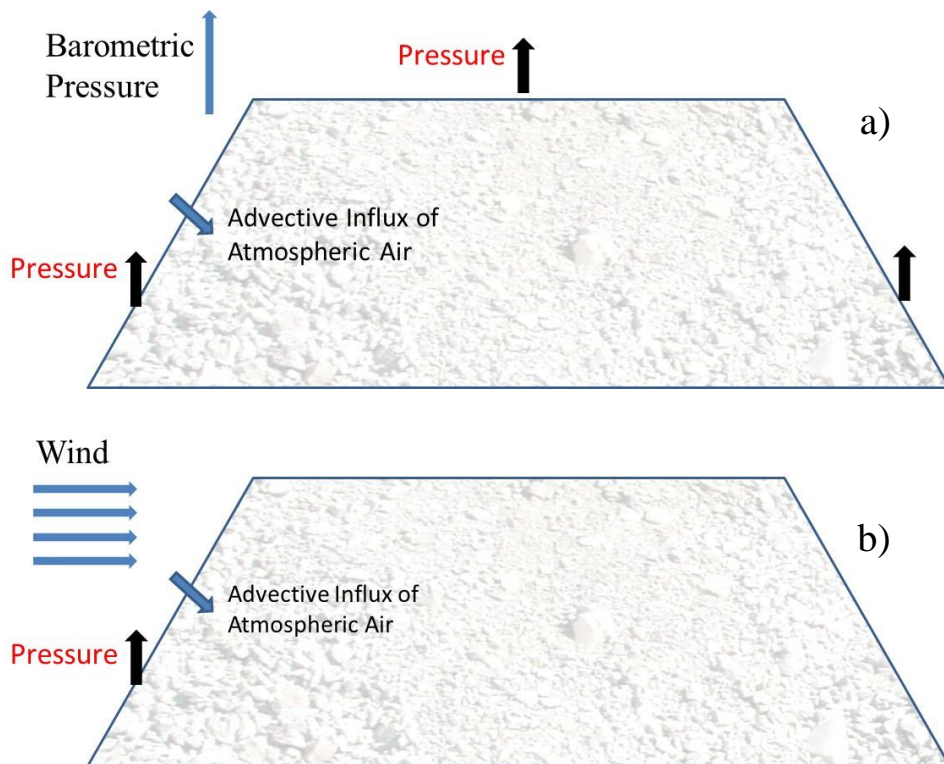 Barometric
Pressure
Pressure
a)
Advective Influx of
Atmospheric Air
Pressure
Wind
b)
Advective Influx of
Atmospheric Air
Pressure